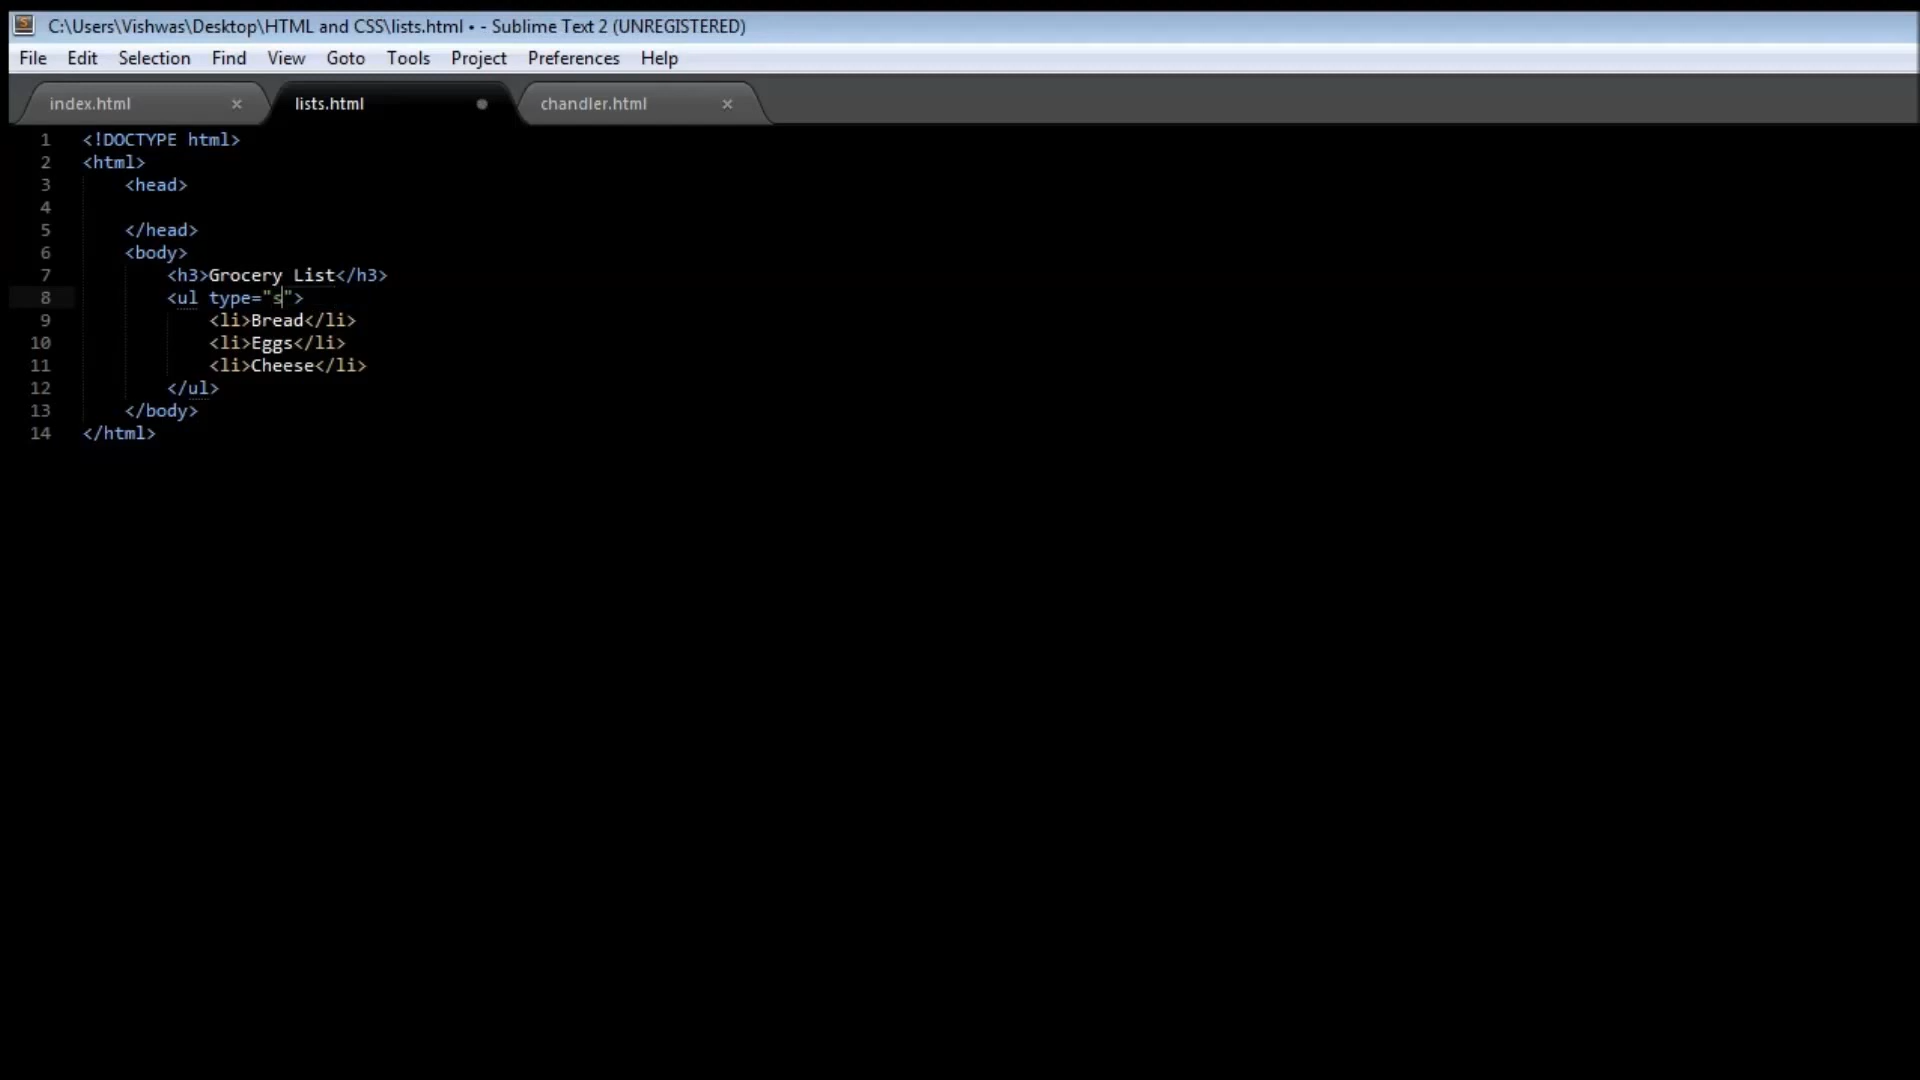 C:\Users\Vishwas\Desktop\HTML and CSS\lists.html • - Sublime Text 2 (UNREGISTERED)
File Edit Selection Find View Goto Tools Project Preferences Help
index.html × lists.html chandler.html ×
1 <!DOCTYPE html>
2 <html>
3 <head>
4
5 </head>
6 <body>
7 <h3>Grocery List</h3>
8 <ul type="s">
9 <li>Bread</li>
10 <li>Eggs</li>
11 <li>Cheese</li>
12 </ul>
13 </body>
14 </html>